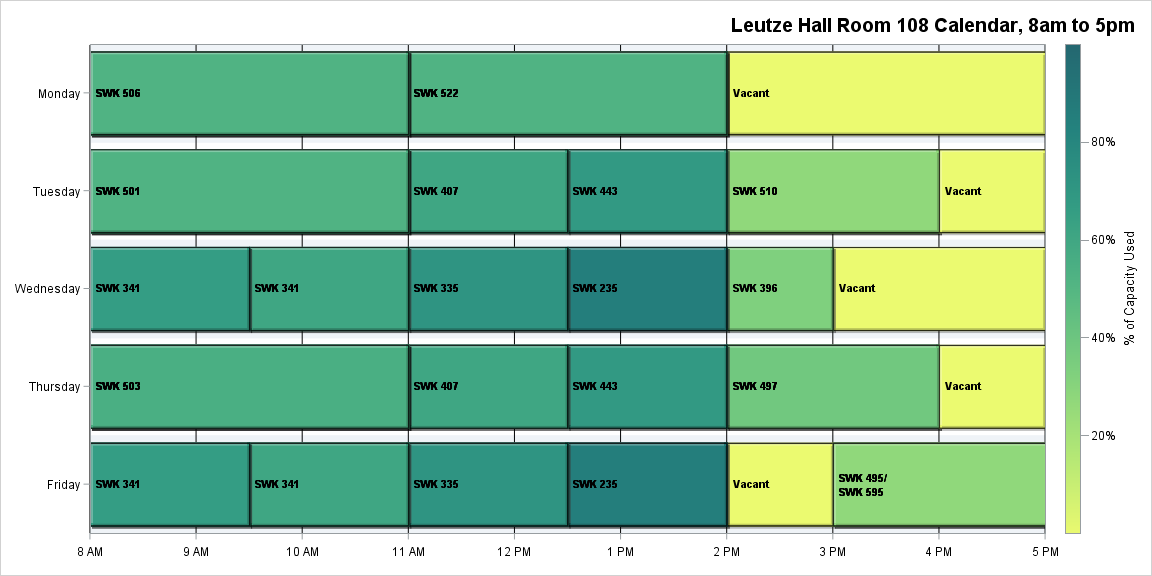 Leutze Hall Room 108 Calendar, 8am to 5pm
Monday
SWK 506
SWK 522
Vacant
Tuesday
SWK 501
SWK 407
SWK 443
SWK 510
Vacant
Wednesday
SWK 341
SWK 341
SWK 335
SWK 235
SWK 396
Vacant
Thursday
SWK 503
SWK 407
SWK 443
SWK 497
Vacant
Friday
SWK 341
SWK 341
SWK 335
SWK 235
Vacant
SWK 495/
SWK 595
8 AM
9 AM
10 AM
11 AM
12 PM
1 PM
2 PM
3 PM
4 PM
5 PM
80%
60%
40%
20%
% of Capacity Used